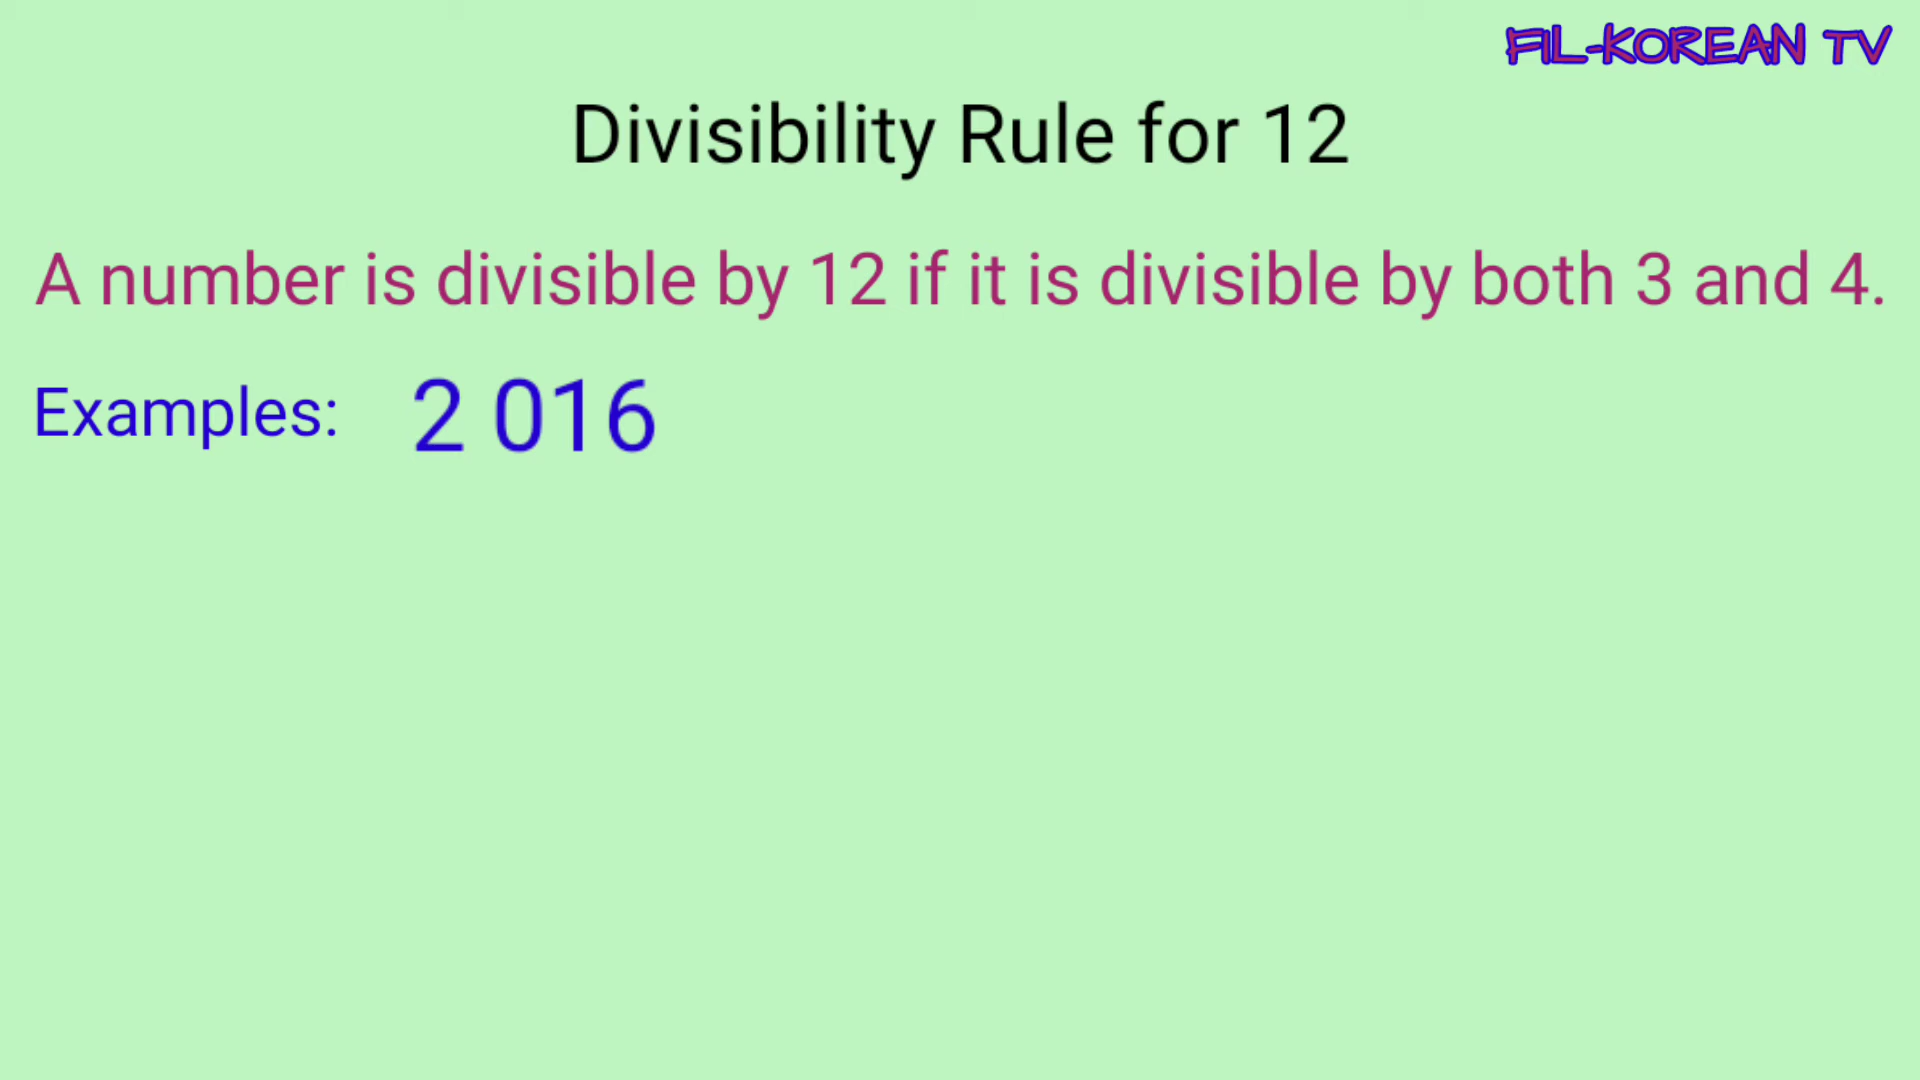 FIL-KOREAN TV
Divisibility Rule for 12
A number is divisible by 12 if it is divisible by both 3 and 4.
Examples: 2 016